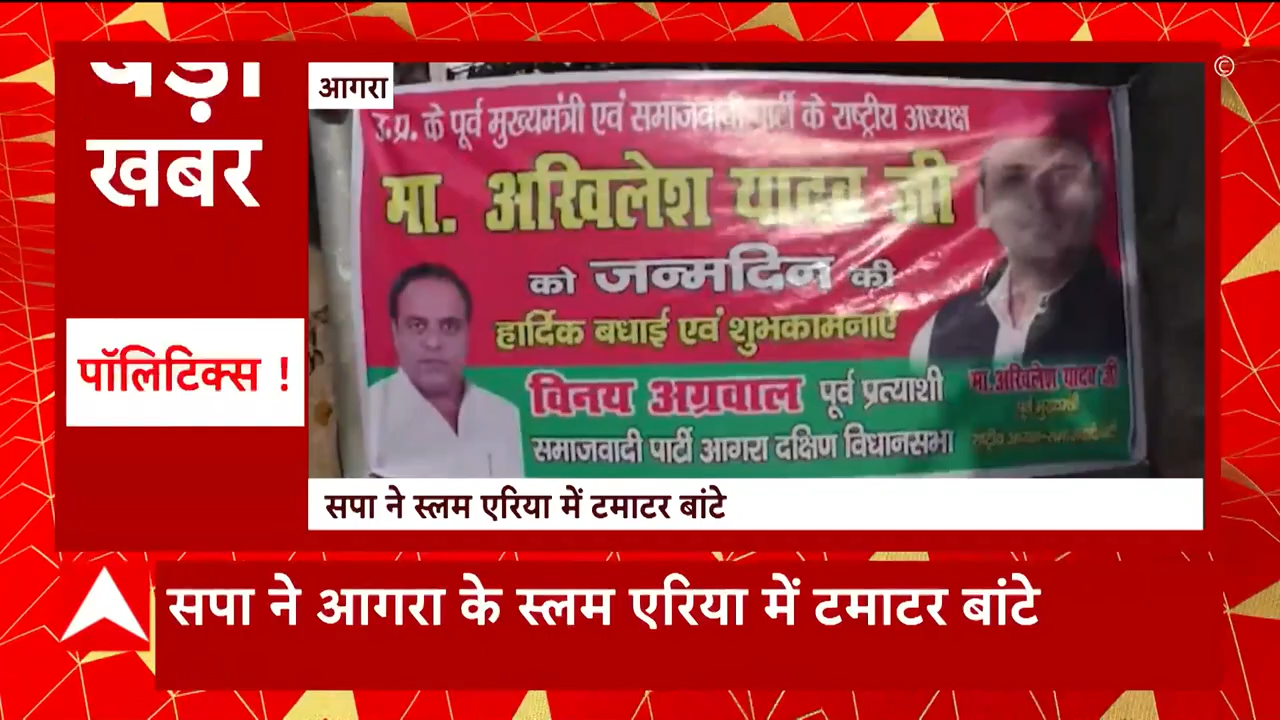 खबर
पॉलिटिक्स !
आगरा
©
उ.प्र. के पूर्व मुख्यमंत्री एवं समाजवादी पार्टी के राष्ट्रीय अध्यक्ष
मा. अखिलेश यादव जी
को जन्मदिन की
हार्दिक बधाई एवं शुभकामनाएं
विनय अग्रवाल पूर्व प्रत्याशी
समाजवादी पार्टी आगरा दक्षिण विधानसभा
मा. अखिलेश यादव जी
पूर्व मुख्यमंत्री
सपा ने स्लम एरिया में टमाटर बांटे
सपा ने आगरा के स्लम एरिया में टमाटर बांटे